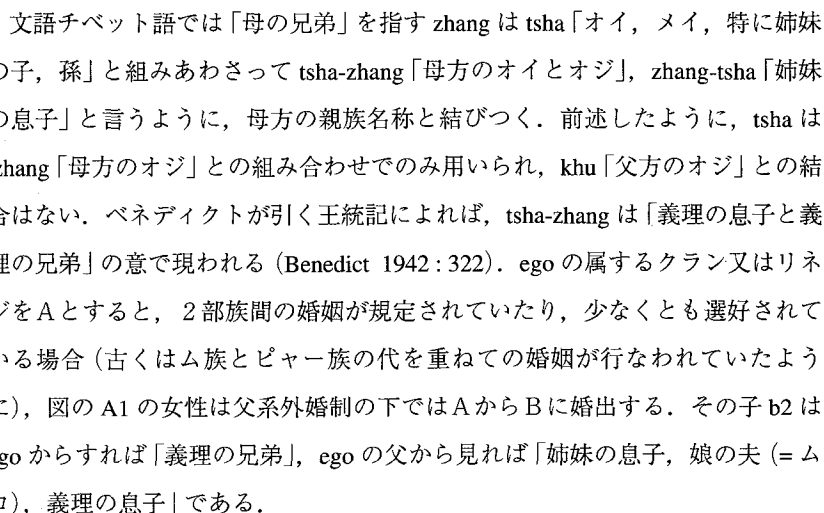 文語チベット語では「母の兄弟」を指す zhang は tsha「オイ，メイ，特に姉妹
の子，孫」と組みあわさって tsha-zhang「母方のオイとオジ」，zhang-tsha「姉妹
の息子」と言うように，母方の親族名称と結びつく．前述したように，tsha は
zhang「母方のオジ」との組み合わせでのみ用いられ，khu「父方のオジ」との結
合はない．ベネディクトが引く王統記によれば，tsha-zhang は「義理の息子と義
理の兄弟」の意で現われる（Benedict 1942 : 322）．ego の属するクラン又はリネ
ジをAとすると，２部族間の婚姻が規定されていたり，少なくとも選好されて
いる場合（古くはム族とピャー族の代を重ねての婚姻が行なわれていたよう
に），図の A1 の女性は父系外婚制の下ではAからBに婚出する．その子 b2 は
ego からすれば「義理の兄弟」，ego の父から見れば「姉妹の息子，娘の夫（= ム
コ），義理の息子」である．